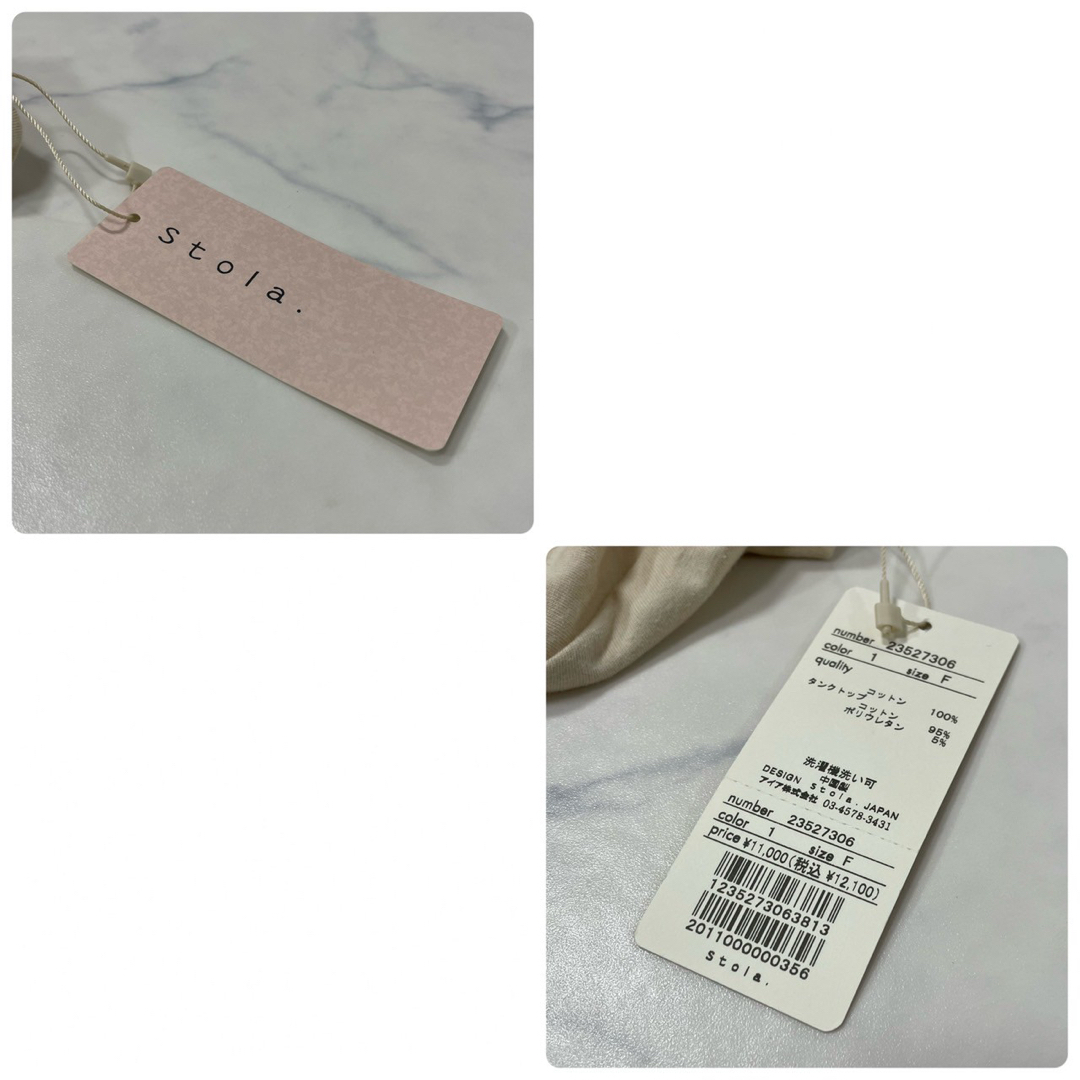 stola.
number 23527306
color 1 size F
quality
コットン 100%
タンクトップ
コットン 95%
ポリウレタン 5%
洗濯機洗い可
中国製
DESIGN stola. JAPAN
アイア株式会社 03-4578-3431
number 23527306
color 1 size F
price ¥11,000(税込 ¥12,100)
1235273063813
2011000000356
stola.